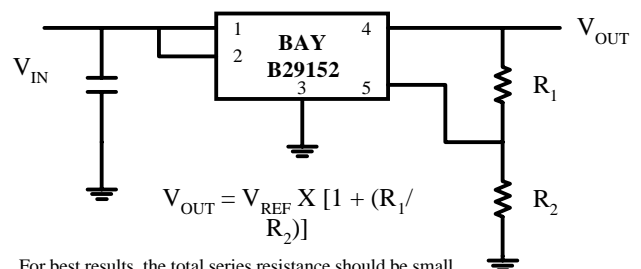 1 BAY 4
2 B29152
3 5
V_OUT
V_IN
R_1
V_OUT = V_REF X [1 + (R_1/
R_2)]
R_2
For best results, the total series resistance should be small